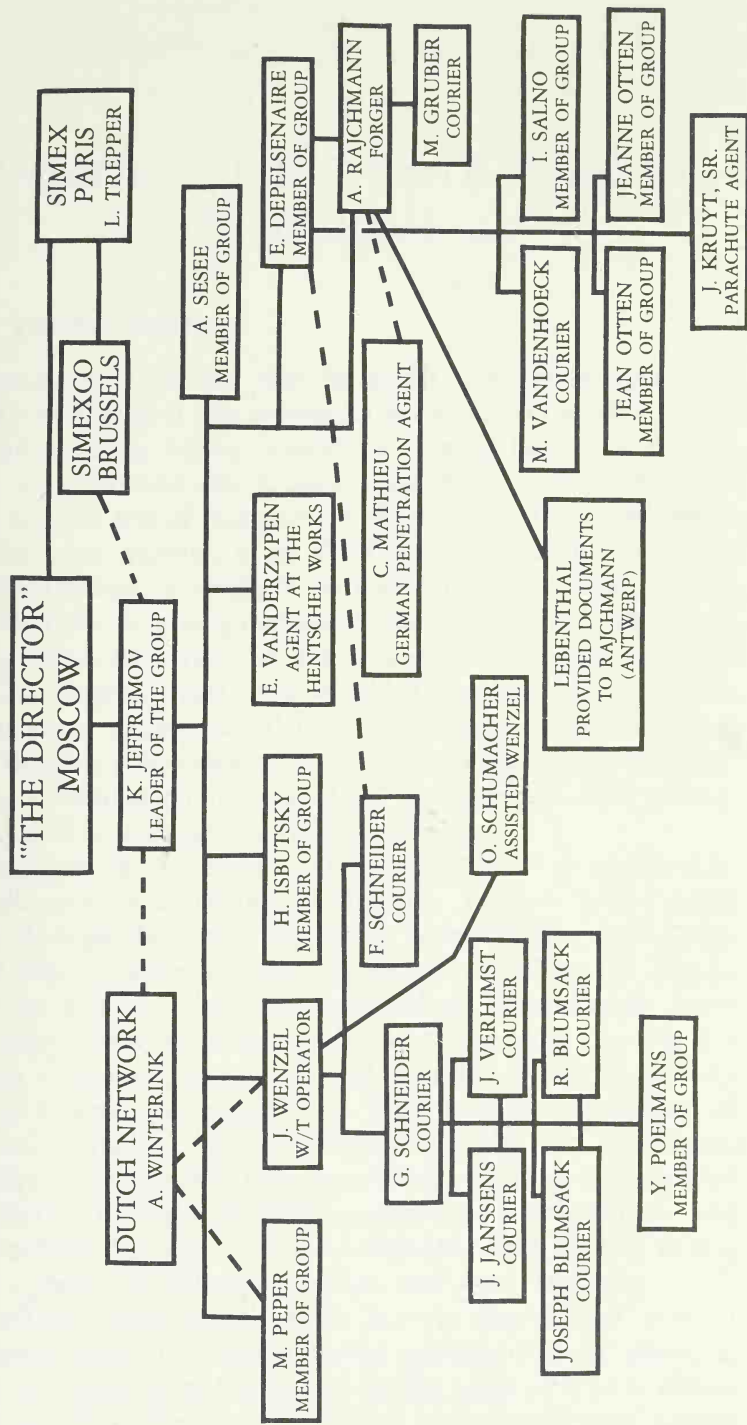 "THE DIRECTOR"
MOSCOW
SIMEX
PARIS
L. TREPPER
SIMEXCO
BRUSSELS
DUTCH NETWORK
A. WINTERINK
K. JEFFREMOV
LEADER OF THE GROUP
A. SESEE
MEMBER OF GROUP
M. PEPER
MEMBER OF GROUP
J. WENZEL
W/T OPERATOR
H. ISBUTSKY
MEMBER OF GROUP
E. VANDERZYPEN
AGENT AT THE
HENTSCHEL WORKS
E. DEPELSENAIRE
MEMBER OF GROUP
A. RAJCHMANN
FORGER
M. GRUBER
COURIER
G. SCHNEIDER
COURIER
F. SCHNEIDER
COURIER
C. MATHIEU
GERMAN PENETRATION AGENT
J. JANSSENS
COURIER
J. VERHIMST
COURIER
O. SCHUMACHER
ASSISTED WENZEL
JOSEPH BLUMSACK
COURIER
R. BLUMSACK
COURIER
Y. POELMANS
MEMBER OF GROUP
LEBENTHAL
PROVIDED DOCUMENTS
TO RAJCHMANN
(ANTWERP)
M. VANDENHOECK
COURIER
I. SALNO
MEMBER OF GROUP
JEAN OTTEN
MEMBER OF GROUP
JEANNE OTTEN
MEMBER OF GROUP
J. KRUYT, SR.
PARACHUTE AGENT